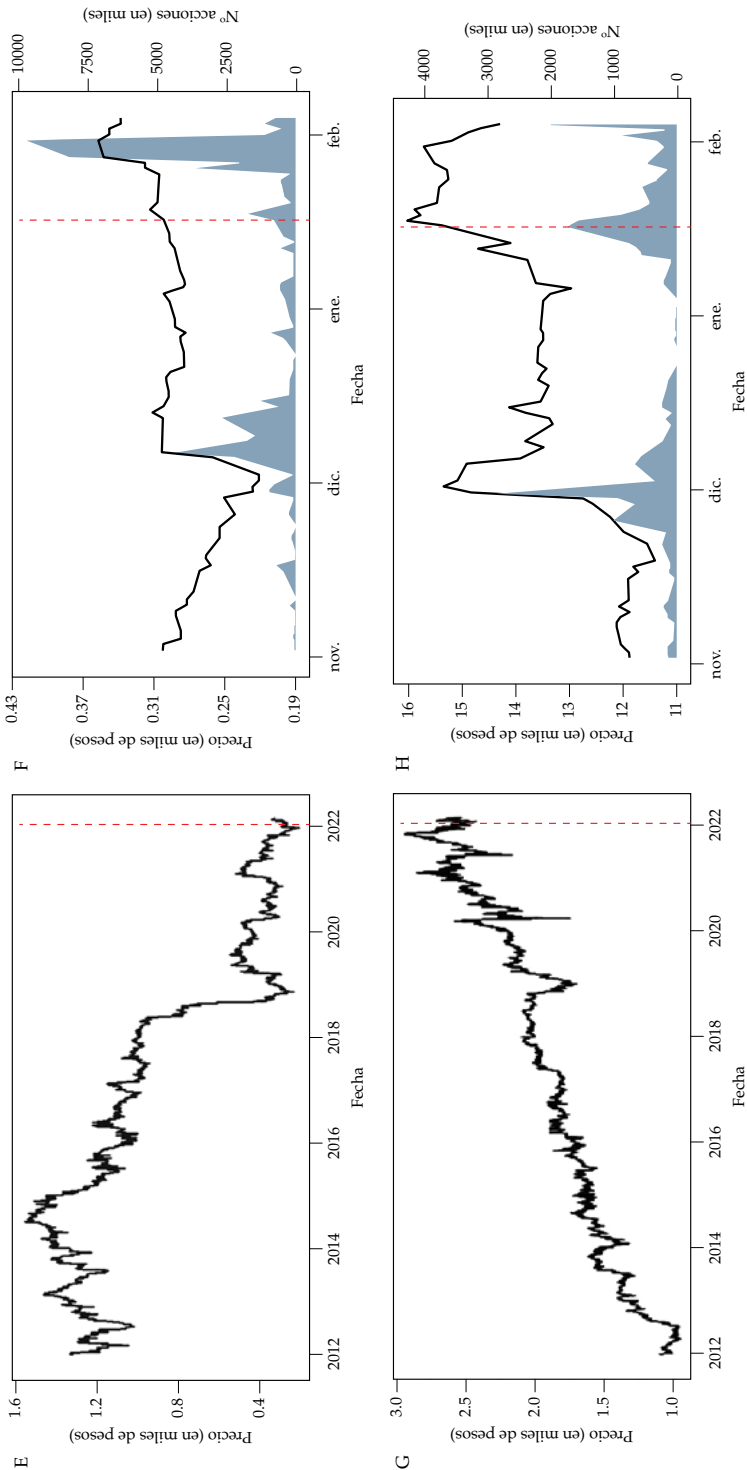 E
Precio (en miles de pesos)
1.6
1.2
0.8
0.4
2012
2014
2016
2018
2020
2022
Fecha
F
Precio (en miles de pesos)
0.43
0.37
0.31
0.25
0.19
nov.
dic.
ene.
feb.
Fecha
10000
7500
5000
2500
0
Nº acciones (en miles)
G
Precio (en miles de pesos)
3.0
2.5
2.0
1.5
1.0
2012
2014
2016
2018
2020
2022
Fecha
H
Precio (en miles de pesos)
16
15
14
13
12
11
nov.
dic.
ene.
feb.
Fecha
4000
3000
2000
1000
0
Nº acciones (en miles)